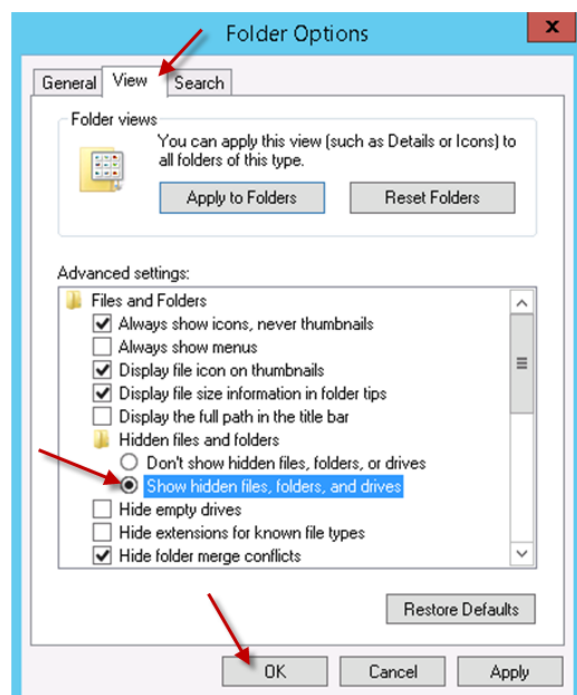 Folder Options
x
General View Search
Folder views
You can apply this view (such as Details or Icons) to
all folders of this type.
Apply to Folders Reset Folders
Advanced settings:
Files and Folders
Always show icons, never thumbnails
Always show menus
Display file icon on thumbnails
Display file size information in folder tips
Display the full path in the title bar
Hidden files and folders
Don't show hidden files, folders, or drives
Show hidden files, folders, and drives
Hide empty drives
Hide extensions for known file types
Hide folder merge conflicts
Restore Defaults
OK Cancel Apply